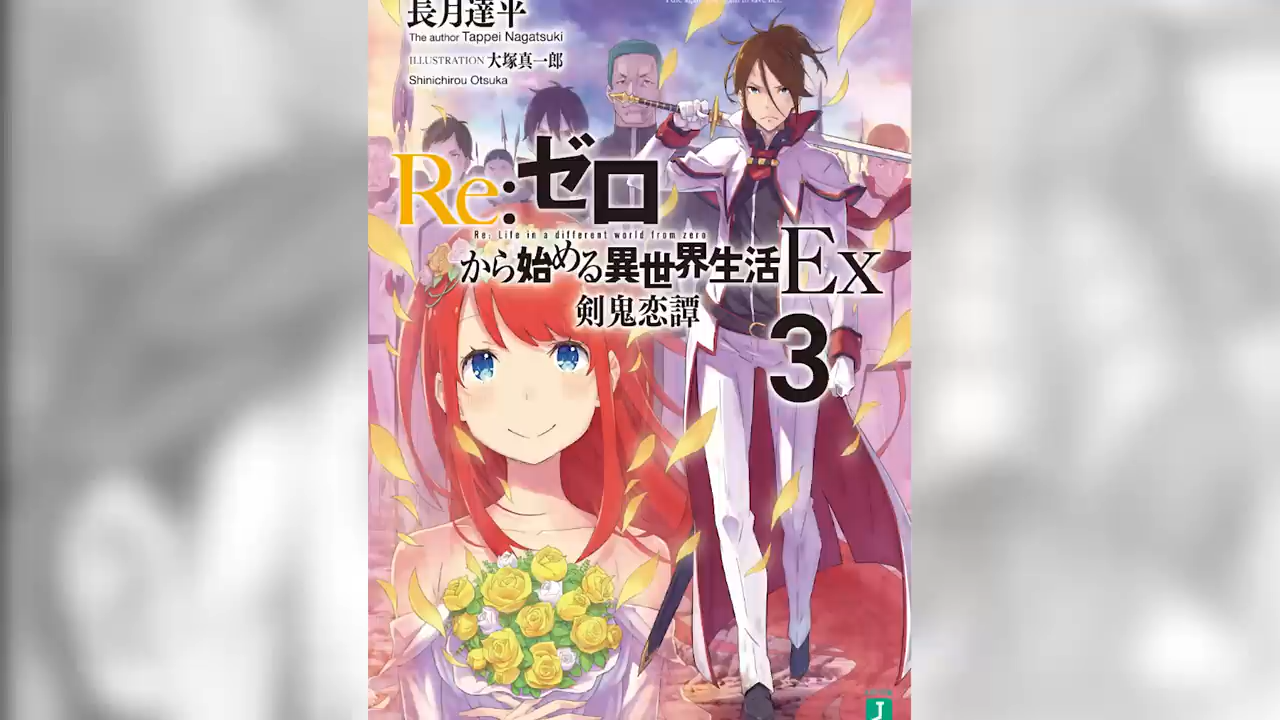 長月達平
The author Tappei Nagatsuki
ILLUSTRATION 大塚真一郎
Shinichirou Otsuka
Re:ゼロ
Re: Life in a different world from zero
から始める異世界生活 Ex
剣鬼恋譚
3
J